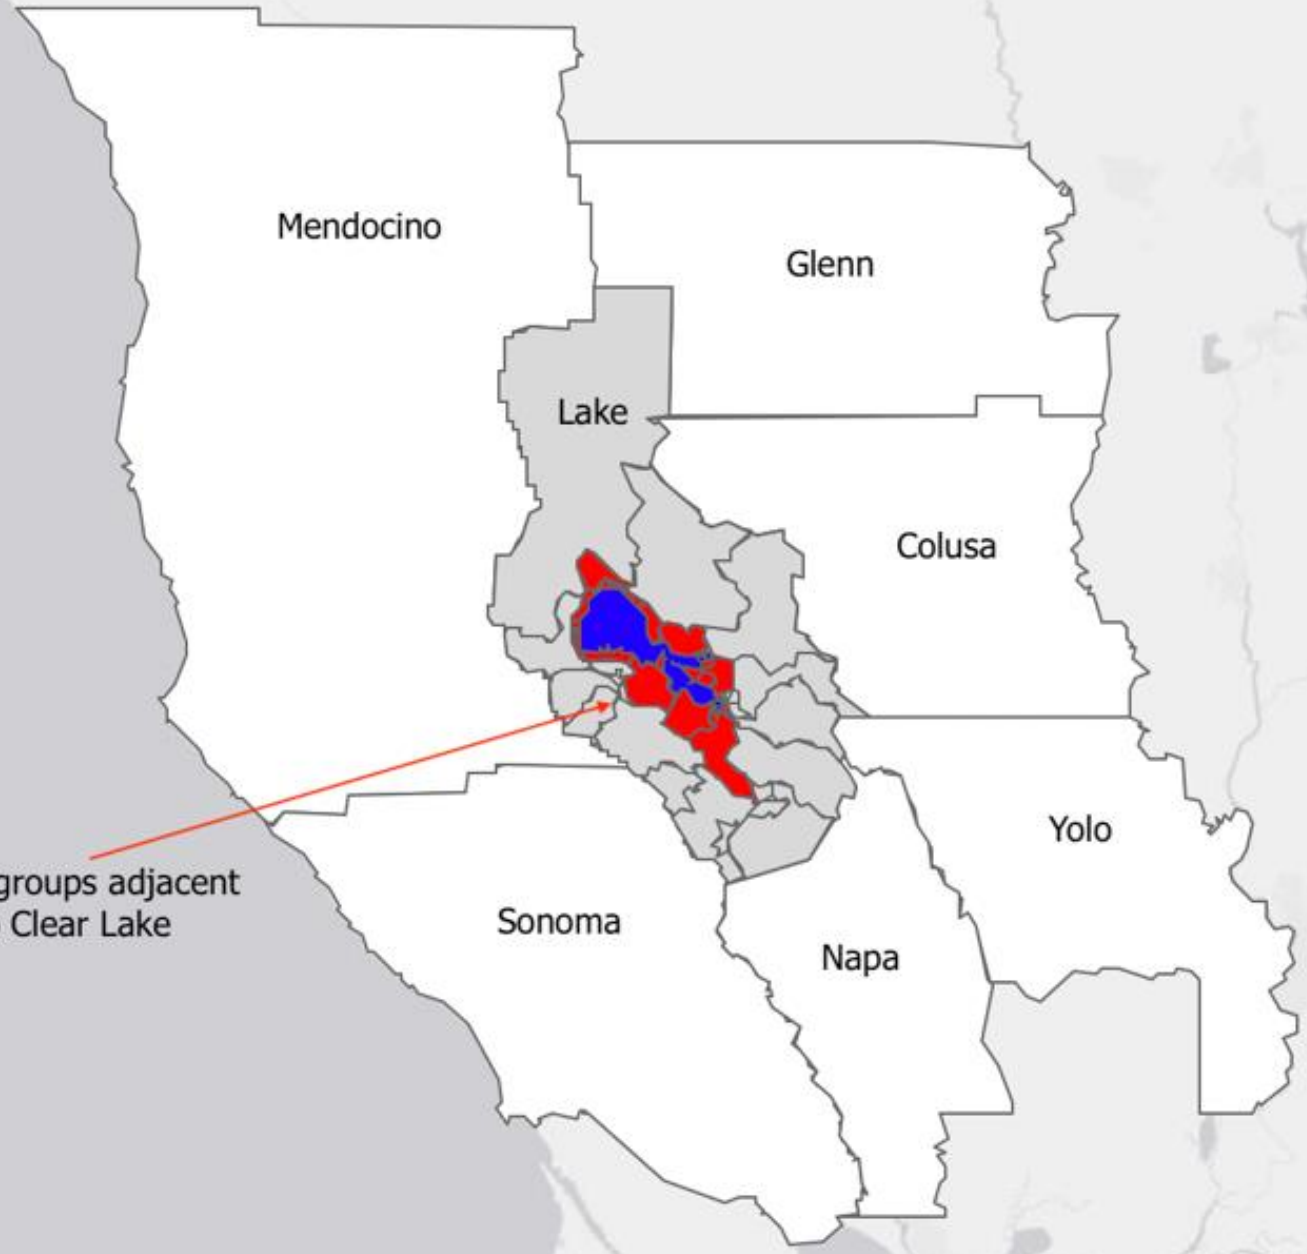 Mendocino
Glenn
Lake
Colusa
Yolo
groups adjacent
Clear Lake
Sonoma
Napa